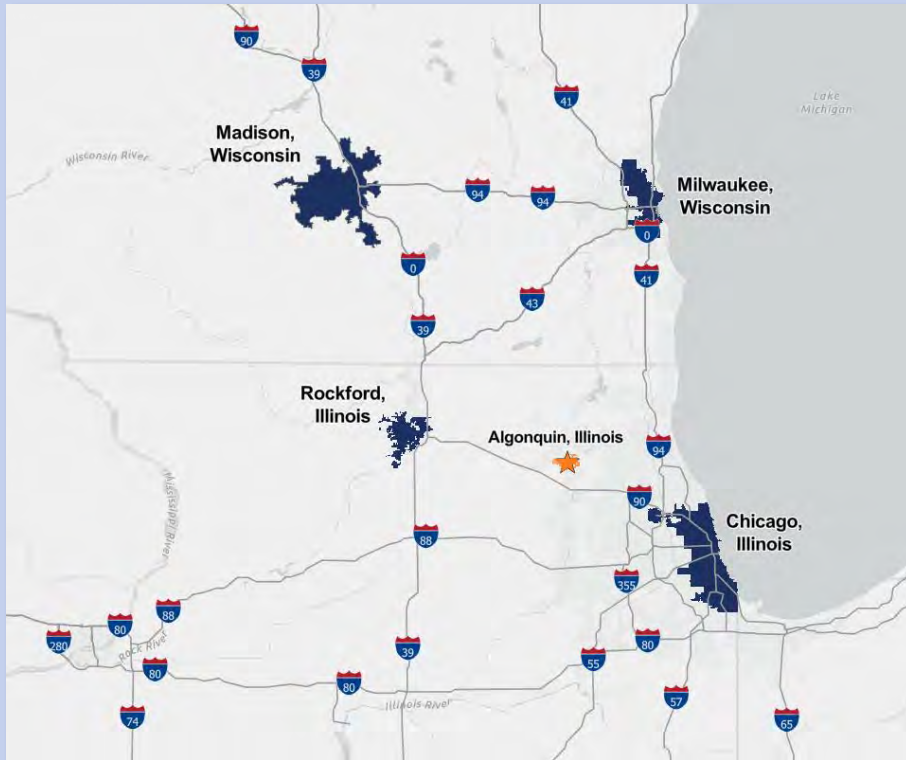 90
39
41
Lake
Michigan
Madison,
Wisconsin
Wisconsin River
94
94
Milwaukee,
Wisconsin
0
0
41
43
39
Rockford,
Illinois
Algonquin, Illinois
94
90
Mississippi River
Chicago,
Illinois
88
355
88
80
280
Rock River
80
39
80
55
80
Illinois River
57
74
65